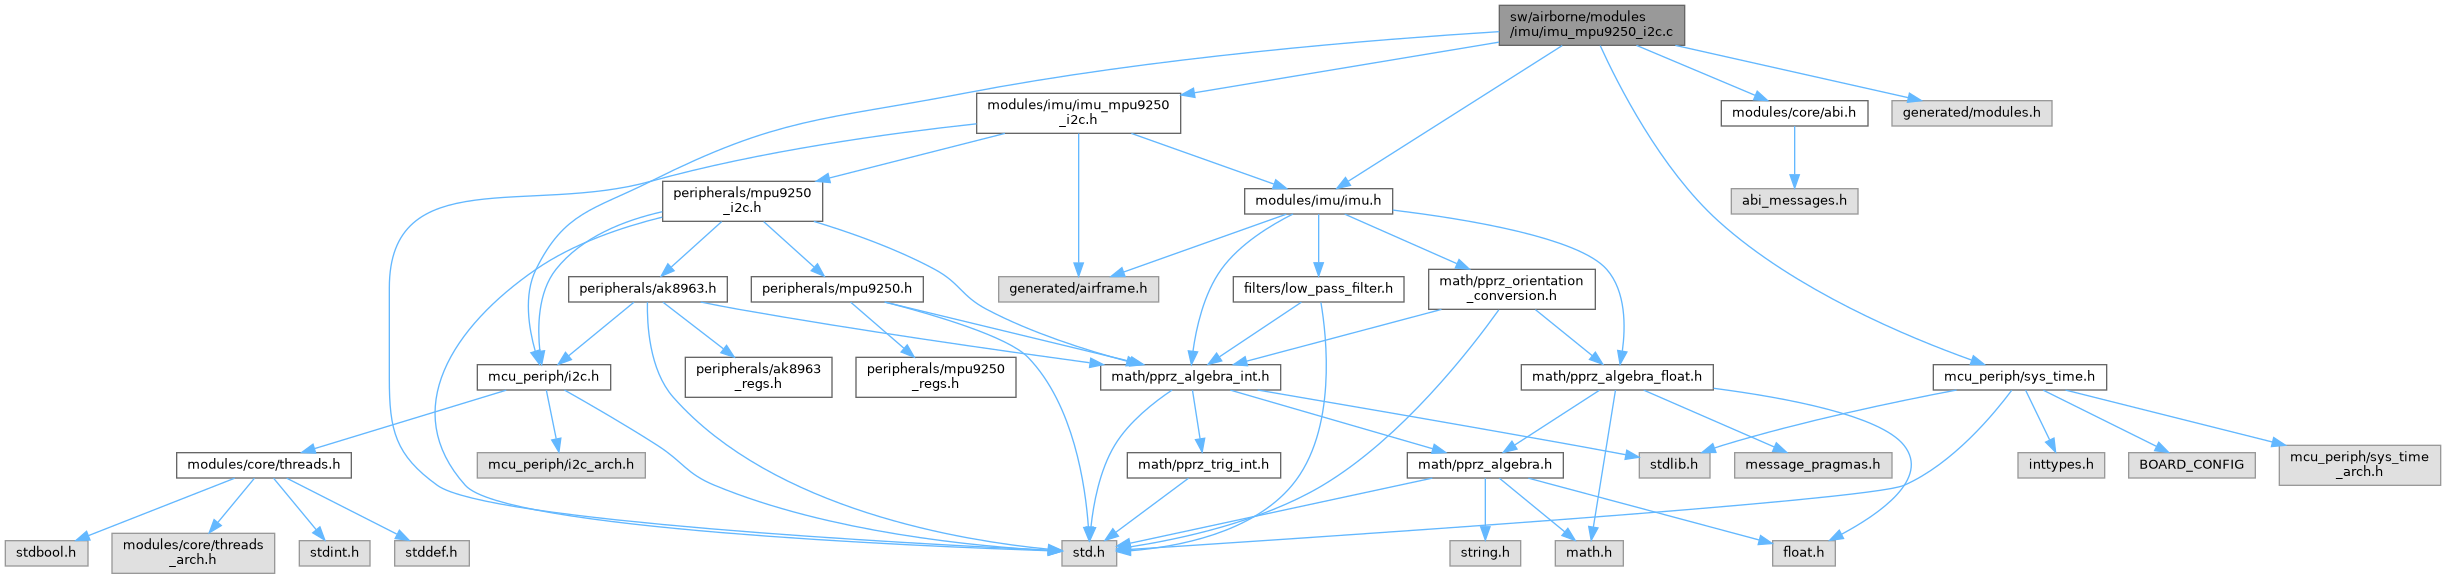 sw/airborne/modules
/imu/imu_mpu9250_i2c.c
modules/imu/imu_mpu9250
_i2c.h
modules/core/abi.h
generated/modules.h
peripherals/mpu9250
_i2c.h
modules/imu/imu.h
abi_messages.h
peripherals/ak8963.h
peripherals/mpu9250.h
generated/airframe.h
filters/low_pass_filter.h
math/pprz_orientation
_conversion.h
mcu_periph/i2c.h
peripherals/ak8963
_regs.h
peripherals/mpu9250
_regs.h
math/pprz_algebra_int.h
math/pprz_algebra_float.h
mcu_periph/sys_time.h
modules/core/threads.h
mcu_periph/i2c_arch.h
math/pprz_trig_int.h
math/pprz_algebra.h
stdlib.h
message_pragmas.h
inttypes.h
BOARD_CONFIG
mcu_periph/sys_time
_arch.h
stdbool.h
modules/core/threads
_arch.h
stdint.h
stddef.h
std.h
string.h
math.h
float.h